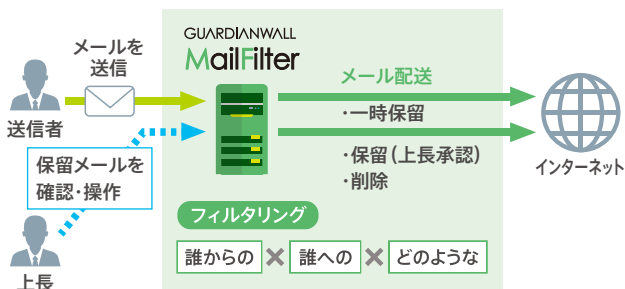 GUARDIANWALL
MailFilter
メールを
送信
送信者
保留メールを
確認・操作
上長
メール配送
・一時保留
・保留（上長承認）
・削除
インターネット
フィルタリング
誰からの × 誰への × どのような